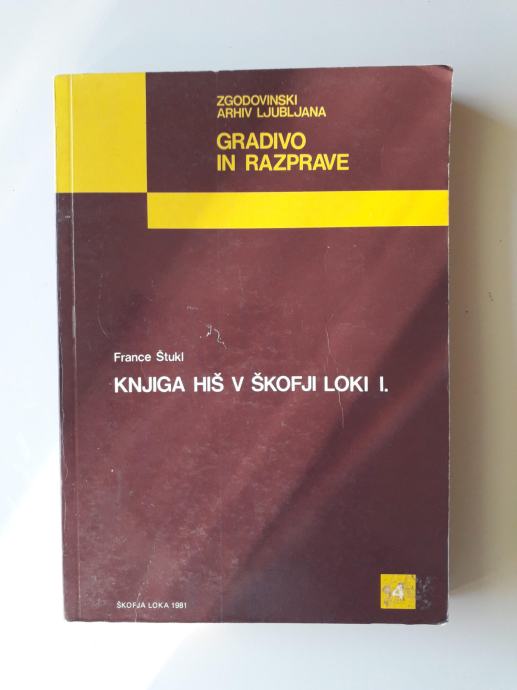 ZGODOVINSKI
ARHIV LJUBLJANA
GRADIVO
IN RAZPRAVE
France Štukl
KNJIGA HIŠ V ŠKOFJI LOKI I.
ŠKOFJA LOKA 1981
4